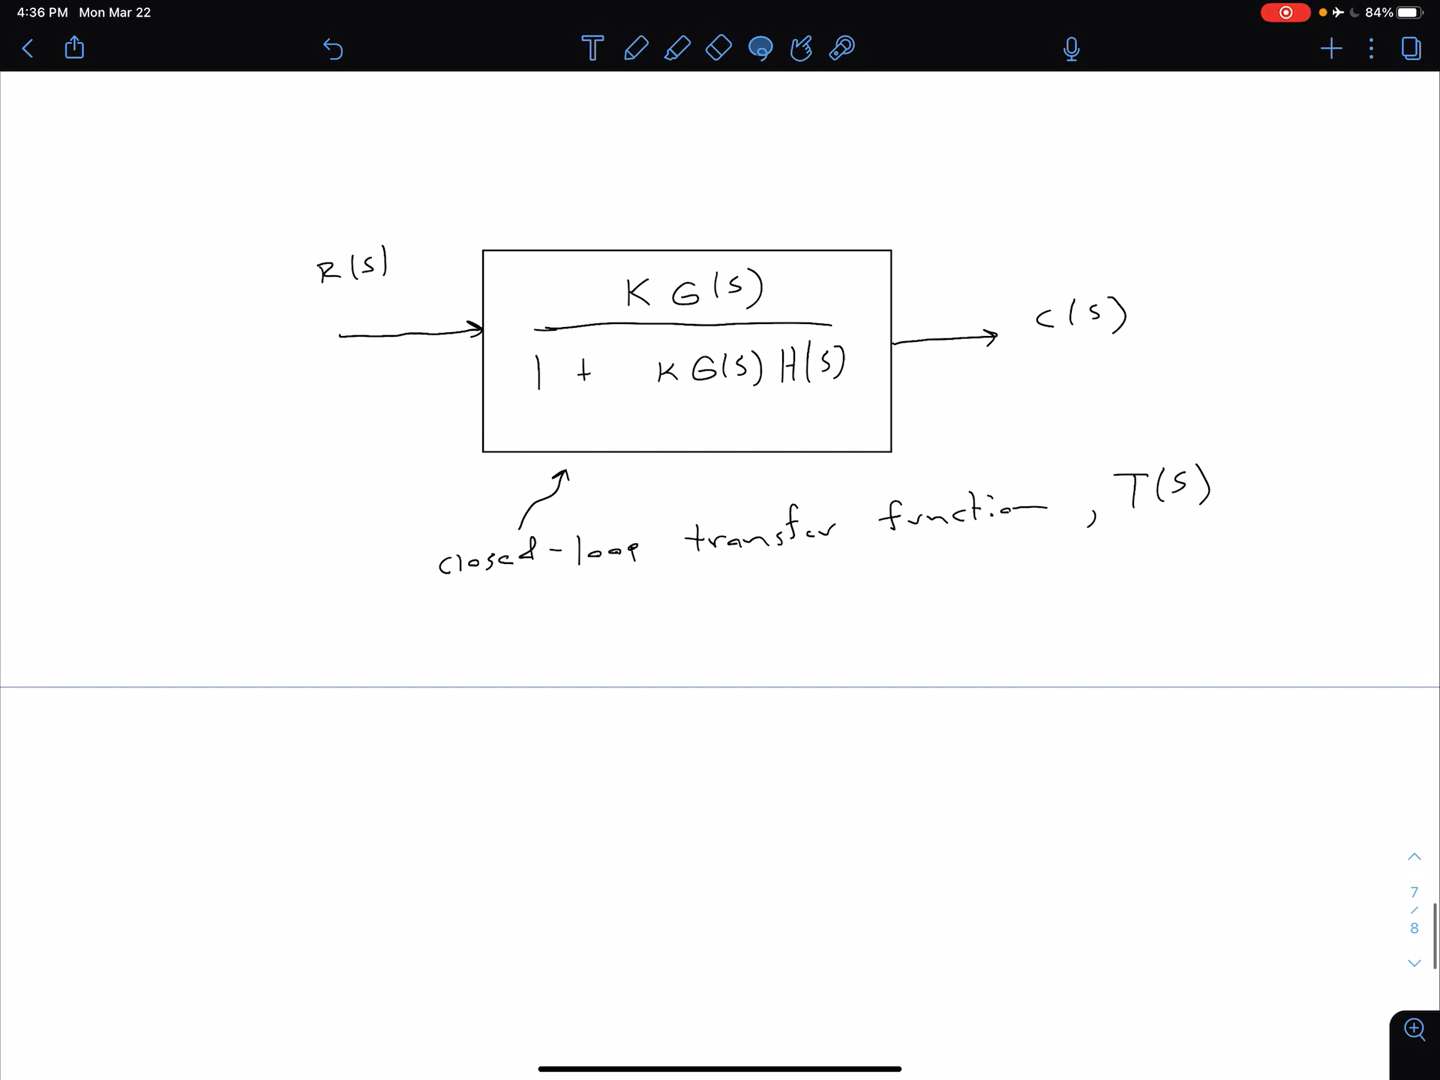 4:36 PM Mon Mar 22
84%
T
R(s)
K G(s)
1 + K G(s) H(s)
C(s)
closed-loop transfer function, T(s)
7
/
8